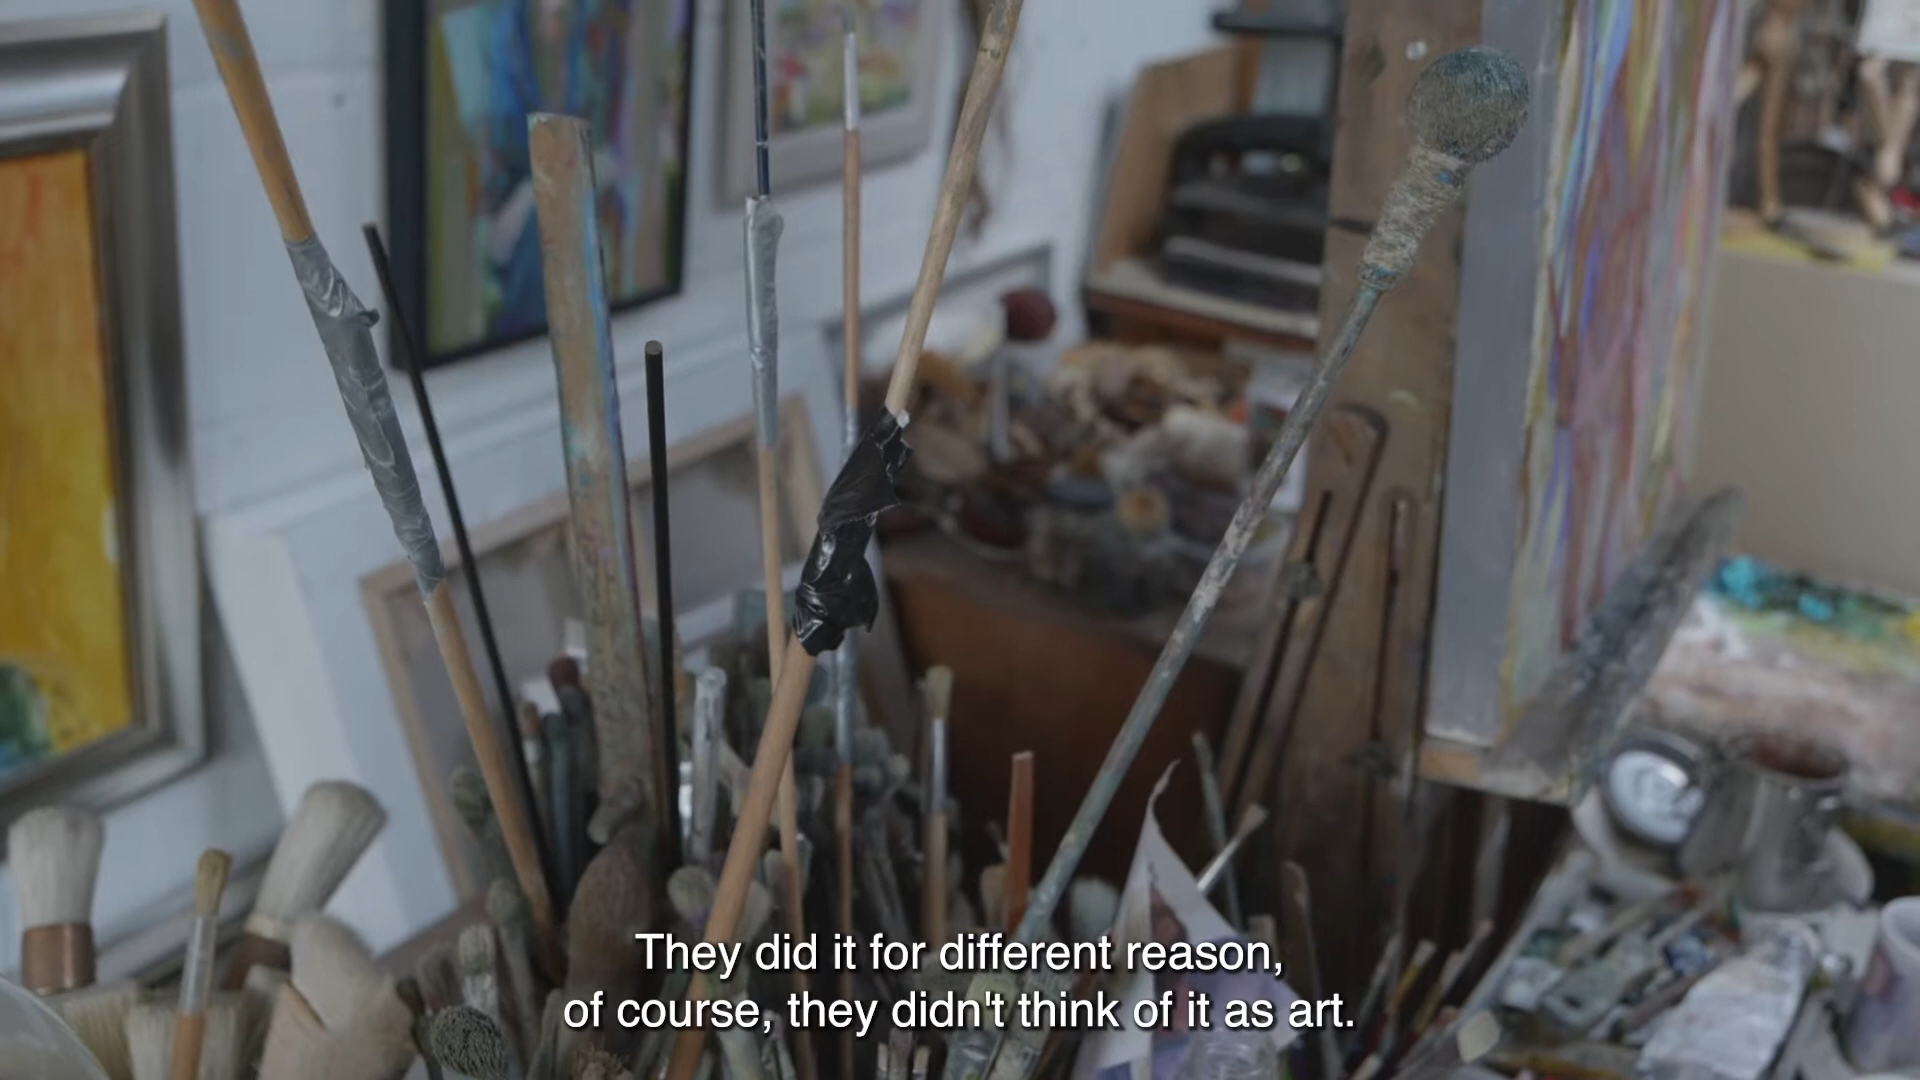 They did it for different reason,
of course, they didn't think of it as art.